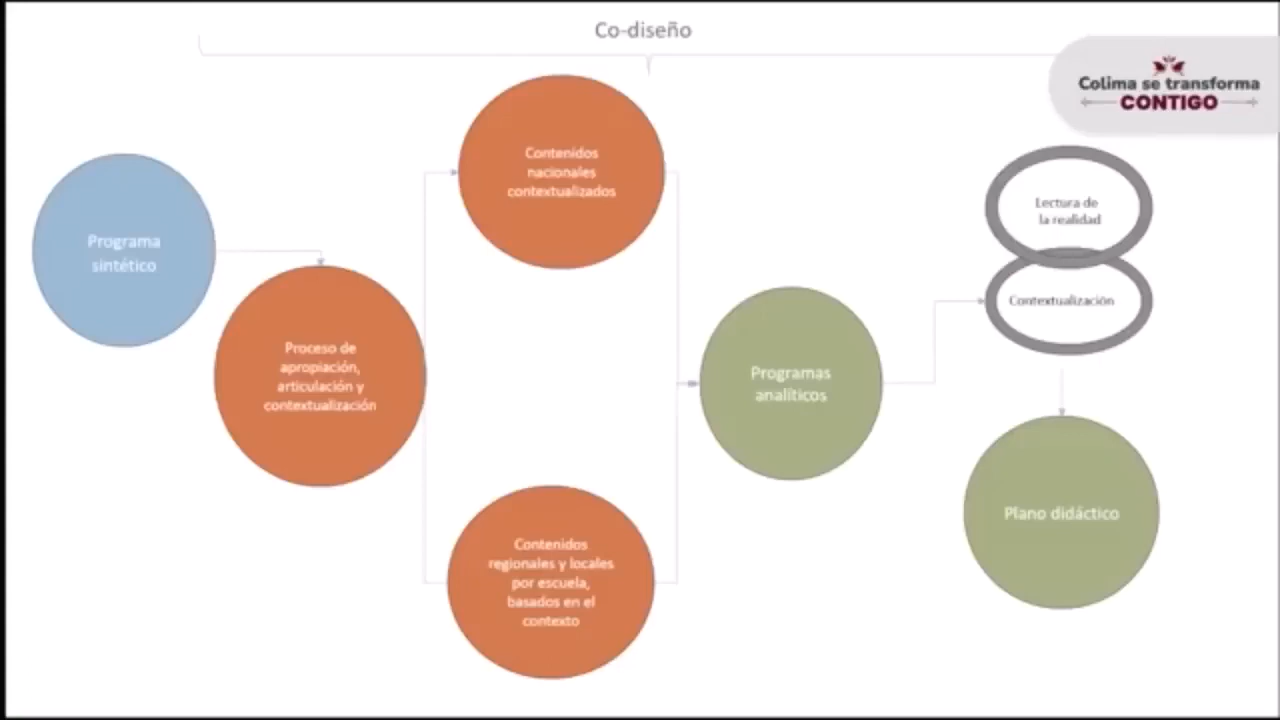 Co-diseño
Colima se transforma
CONTIGO
Contenidos
nacionales
contextualizados
Programa
sintético
Lectura de
la realidad
Contextualización
Proceso de
apropiación,
articulación y
contextualización
Programas
analíticos
Plano didáctico
Contenidos
regionales y locales
por escuela,
basados en el
contexto